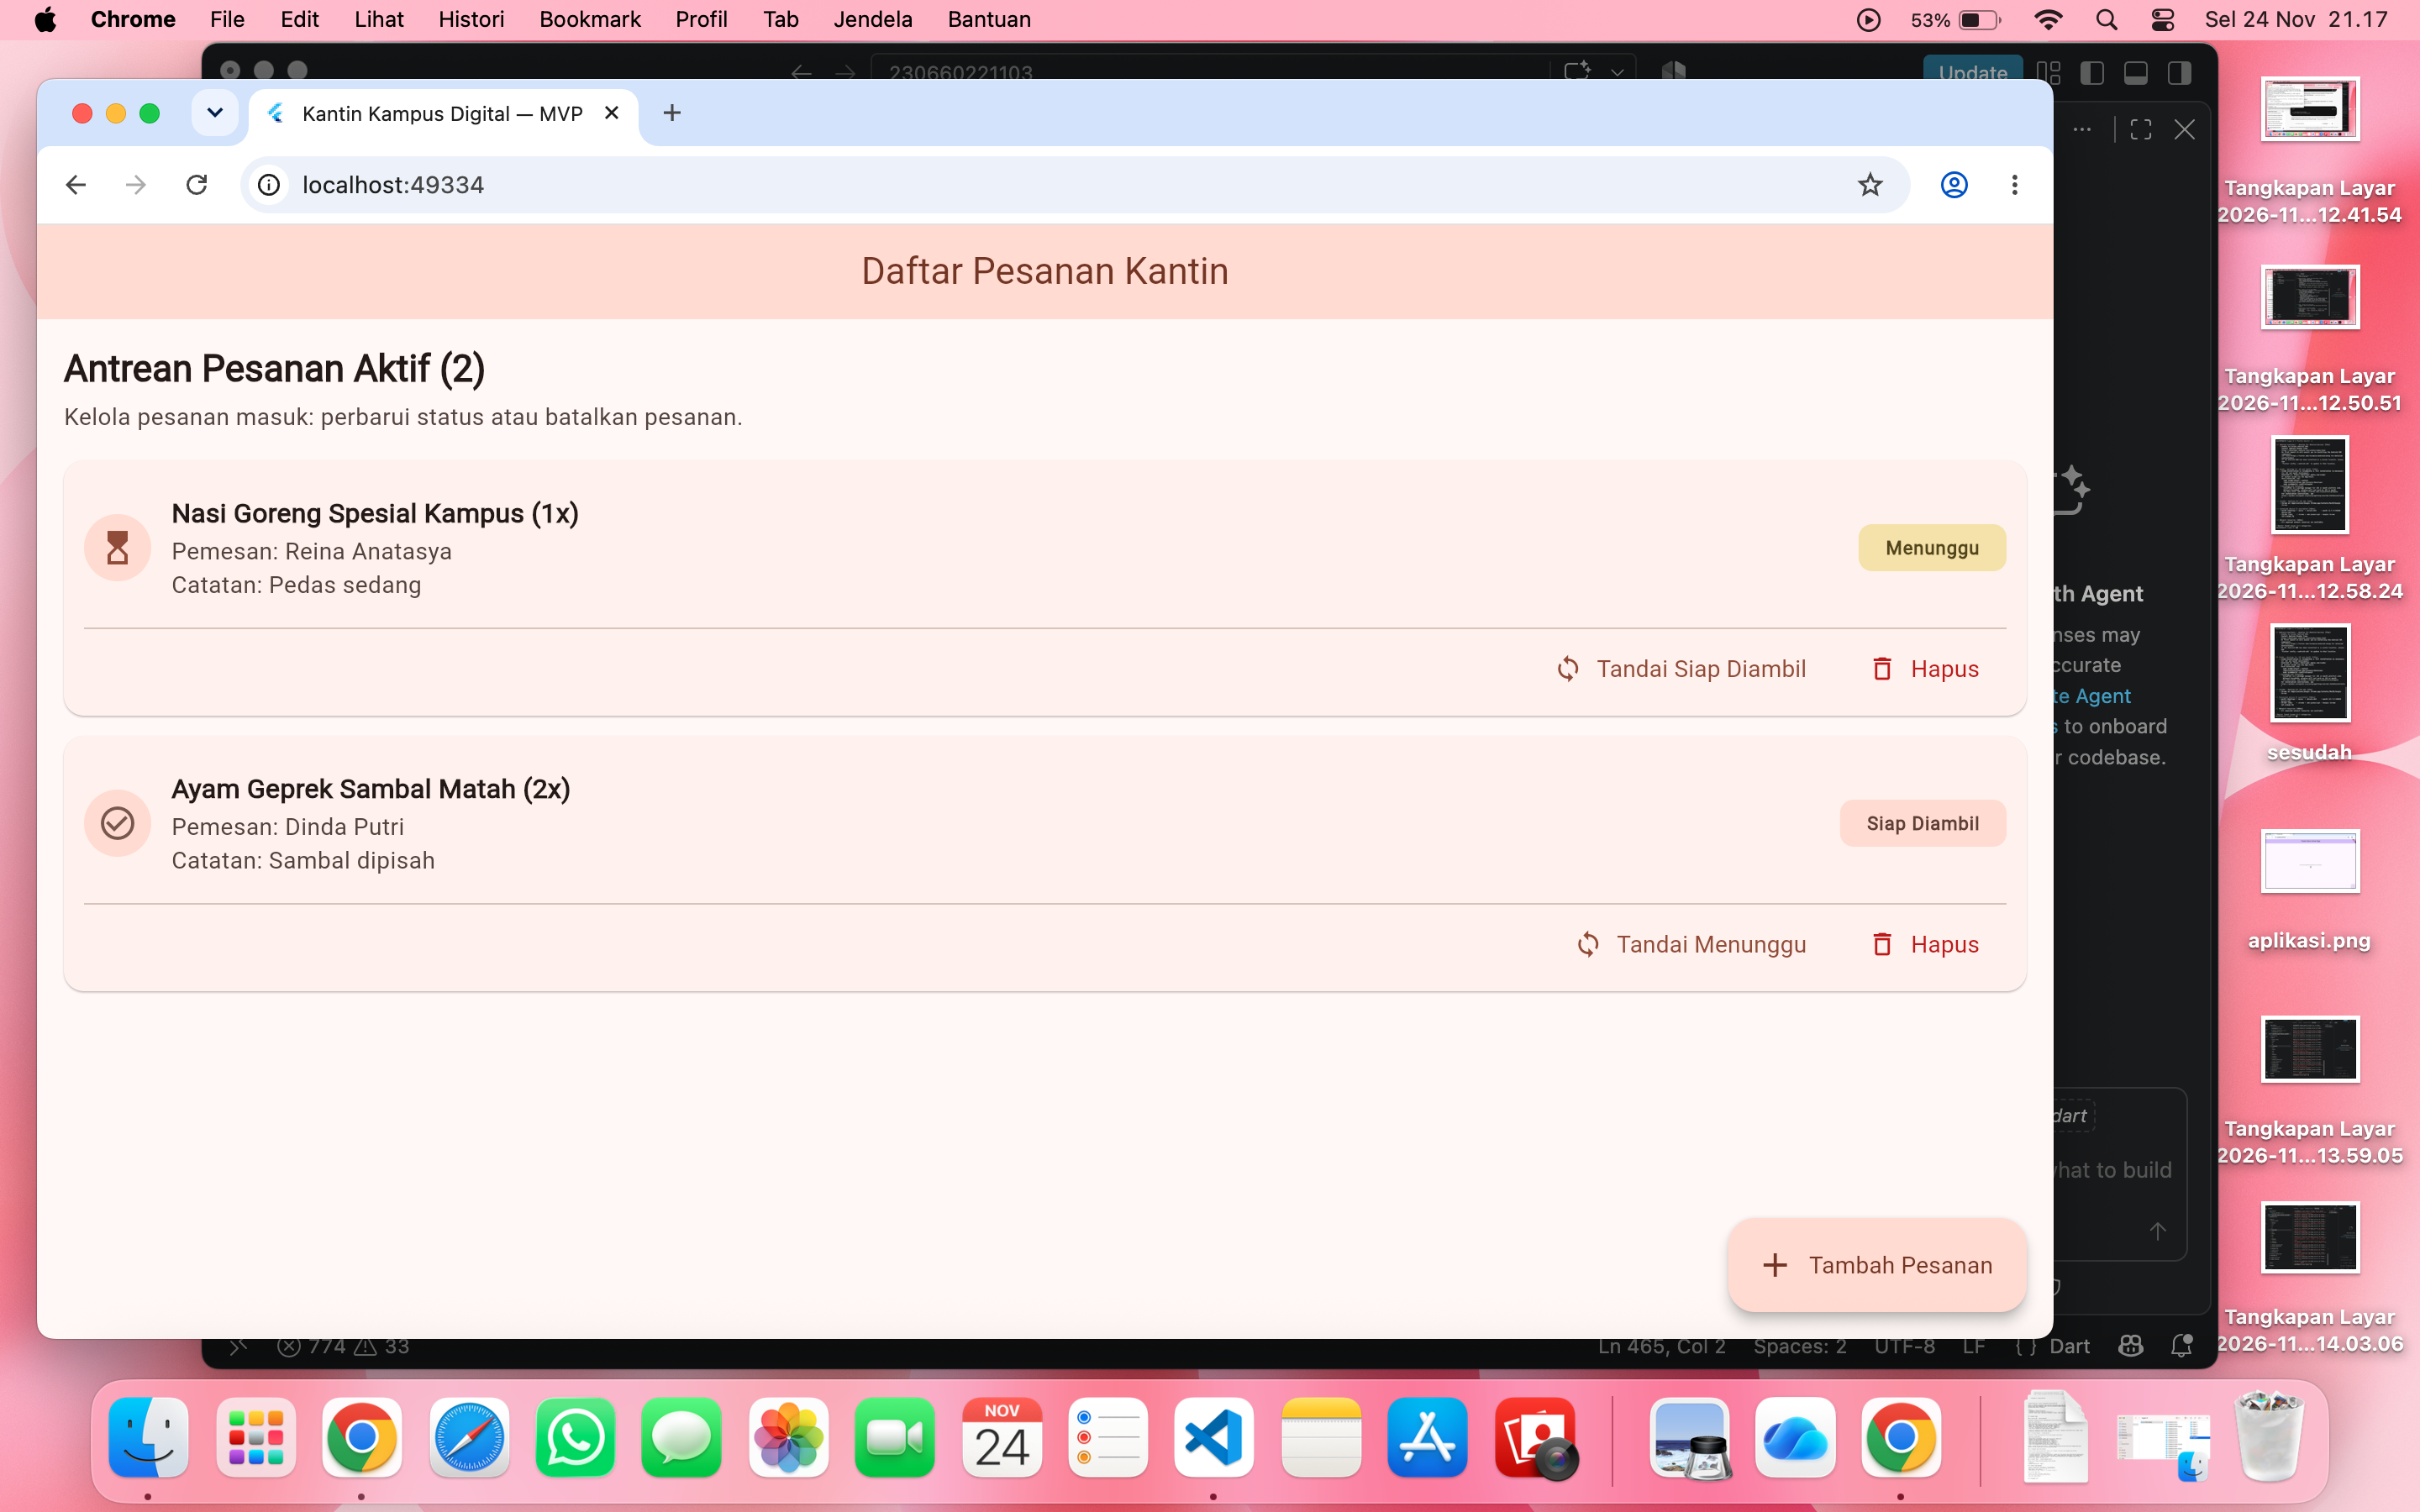 Chrome File Edit Lihat Histori Bookmark Profil Tab Jendela Bantuan 53% Sel 24 Nov 21.17
230660221103 Update
Kantin Kampus Digital — MVP
localhost:49334
Daftar Pesanan Kantin
Antrean Pesanan Aktif (2)
Kelola pesanan masuk: perbarui status atau batalkan pesanan.
Nasi Goreng Spesial Kampus (1x)
Pemesan: Reina Anatasya
Catatan: Pedas sedang
Menunggu
Tandai Siap Diambil Hapus
Ayam Geprek Sambal Matah (2x)
Pemesan: Dinda Putri
Catatan: Sambal dipisah
Siap Diambil
Tandai Menunggu Hapus
Tambah Pesanan
th Agent
nses may
ccurate
te Agent
s to onboard
r codebase.
dart
what to build
774 33 Ln 465, Col 2 Spaces: 2 UTF-8 LF {} Dart
Tangkapan Layar
2026-11...12.41.54
Tangkapan Layar
2026-11...12.50.51
Tangkapan Layar
2026-11...12.58.24
sesudah
aplikasi.png
Tangkapan Layar
2026-11...13.59.05
Tangkapan Layar
2026-11...14.03.06
NOV
24